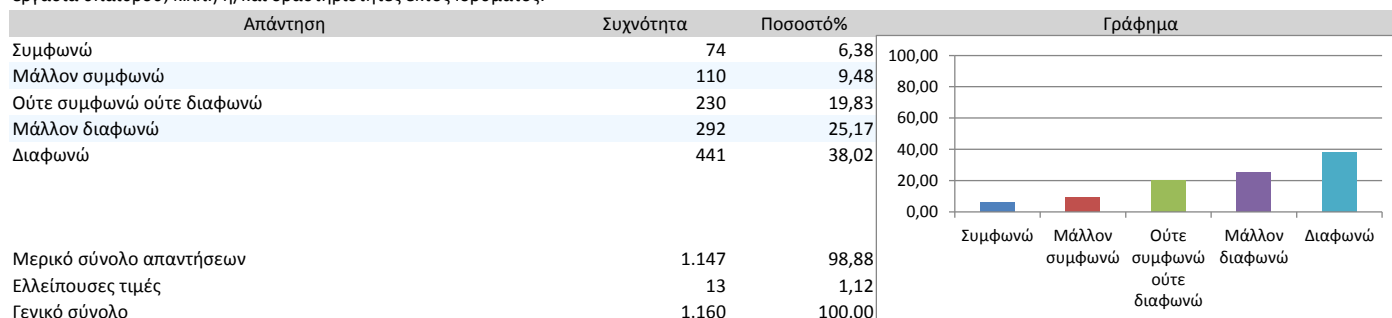 Απάντηση Συχνότητα Ποσοστό% Γράφημα
Συμφωνώ 74 6,38
Μάλλον συμφωνώ 110 9,48
Ούτε συμφωνώ ούτε διαφωνώ 230 19,83
Μάλλον διαφωνώ 292 25,17
Διαφωνώ 441 38,02
Μερικό σύνολο απαντήσεων 1.147 98,88
Ελλείπουσες τιμές 13 1,12
Γενικό σύνολο 1.160 100,00
100,00
80,00
60,00
40,00
20,00
0,00
Συμφωνώ Μάλλον Ούτε Μάλλον Διαφωνώ
συμφωνώ συμφωνώ διαφωνώ
ούτε
διαφωνώ